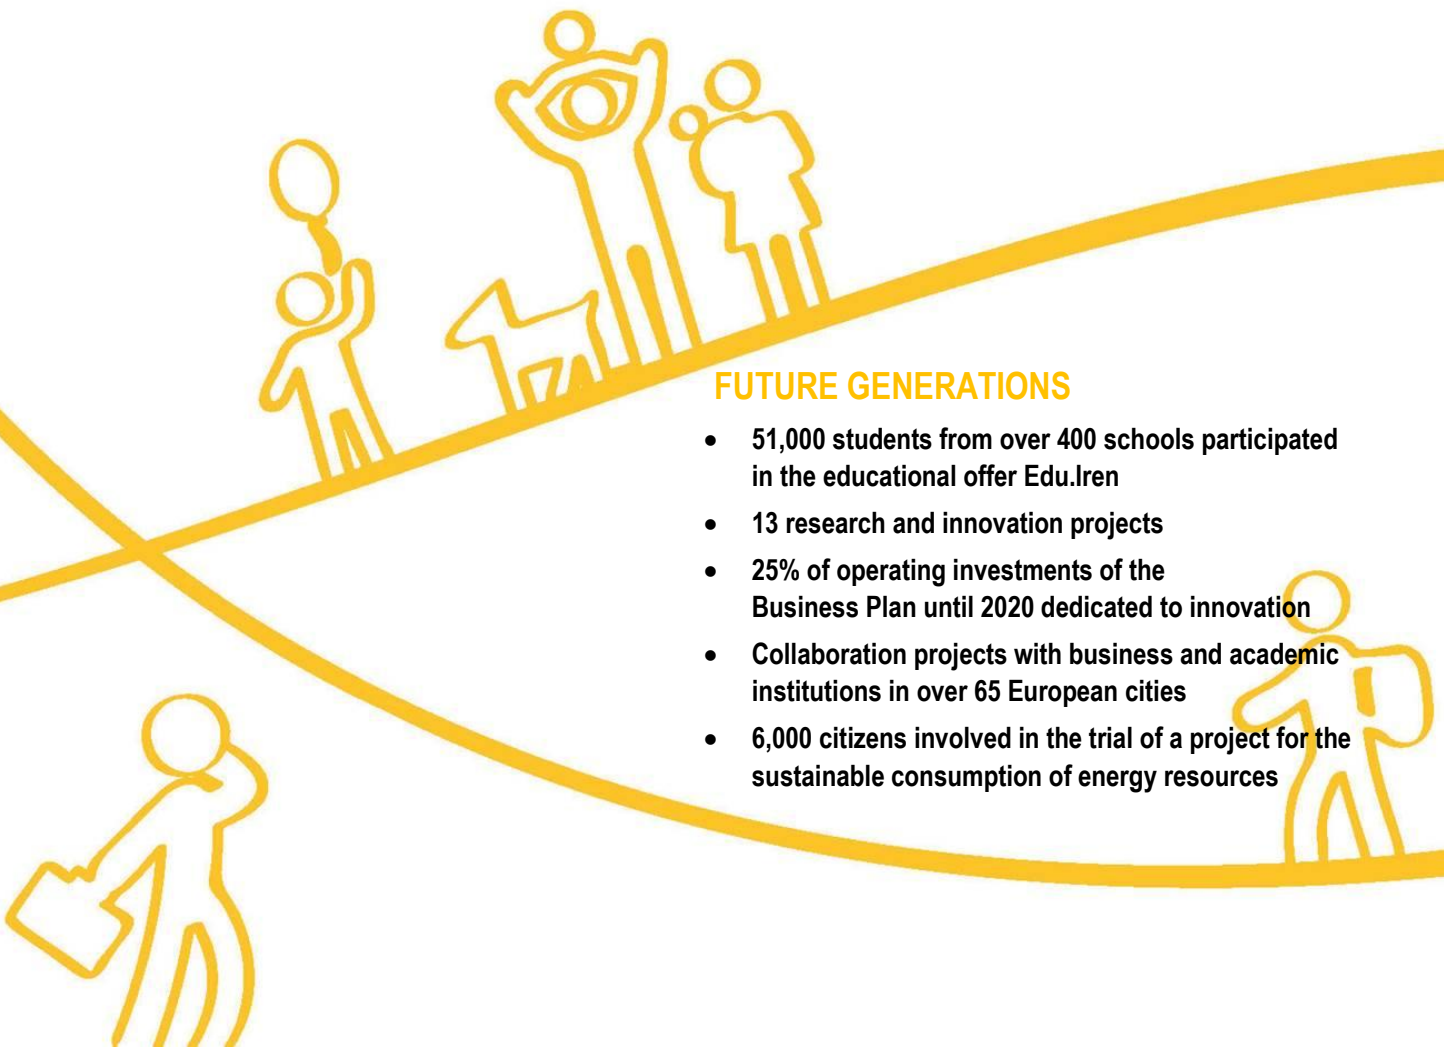 FUTURE GENERATIONS
• 51,000 students from over 400 schools participated
in the educational offer Edu.Iren
• 13 research and innovation projects
• 25% of operating investments of the
Business Plan until 2020 dedicated to innovation
• Collaboration projects with business and academic
institutions in over 65 European cities
• 6,000 citizens involved in the trial of a project for the
sustainable consumption of energy resources